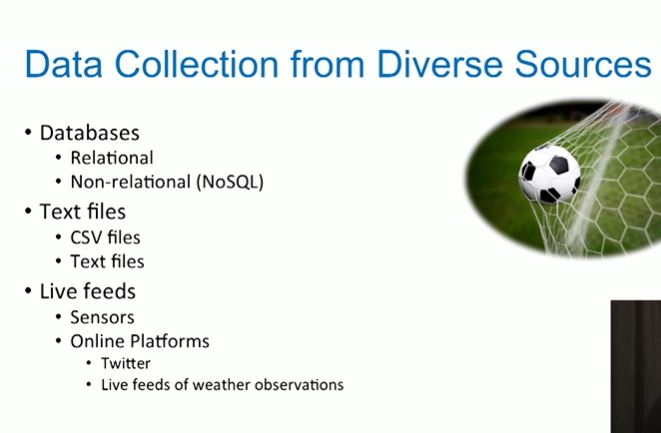 Data Collection from Diverse Sources
• Databases
• Relational
• Non-relational (NoSQL)
• Text files
• CSV files
• Text files
• Live feeds
• Sensors
• Online Platforms
• Twitter
• Live feeds of weather observations